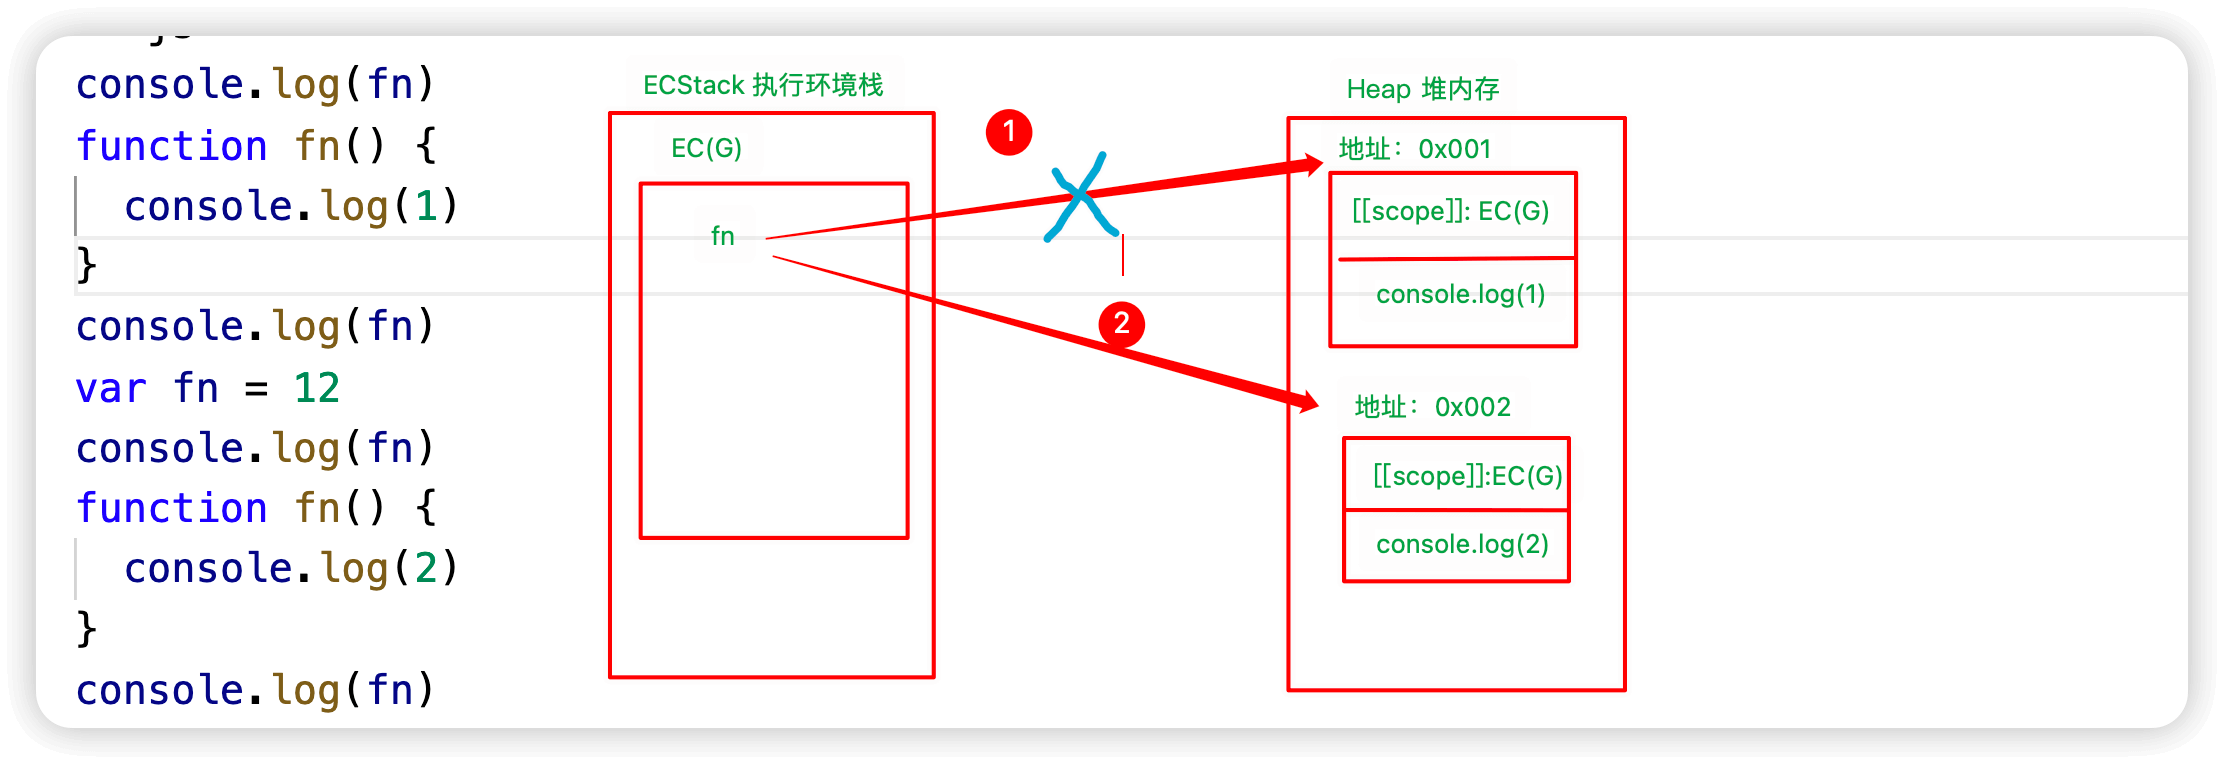 console.log(fn)
function fn() {
  console.log(1)
}
console.log(fn)
var fn = 12
console.log(fn)
function fn() {
  console.log(2)
}
console.log(fn)
ECStack 执行环境栈
EC(G)
fn
1
2
Heap 堆内存
地址：0x001
[[scope]]: EC(G)
console.log(1)
地址：0x002
[[scope]]:EC(G)
console.log(2)